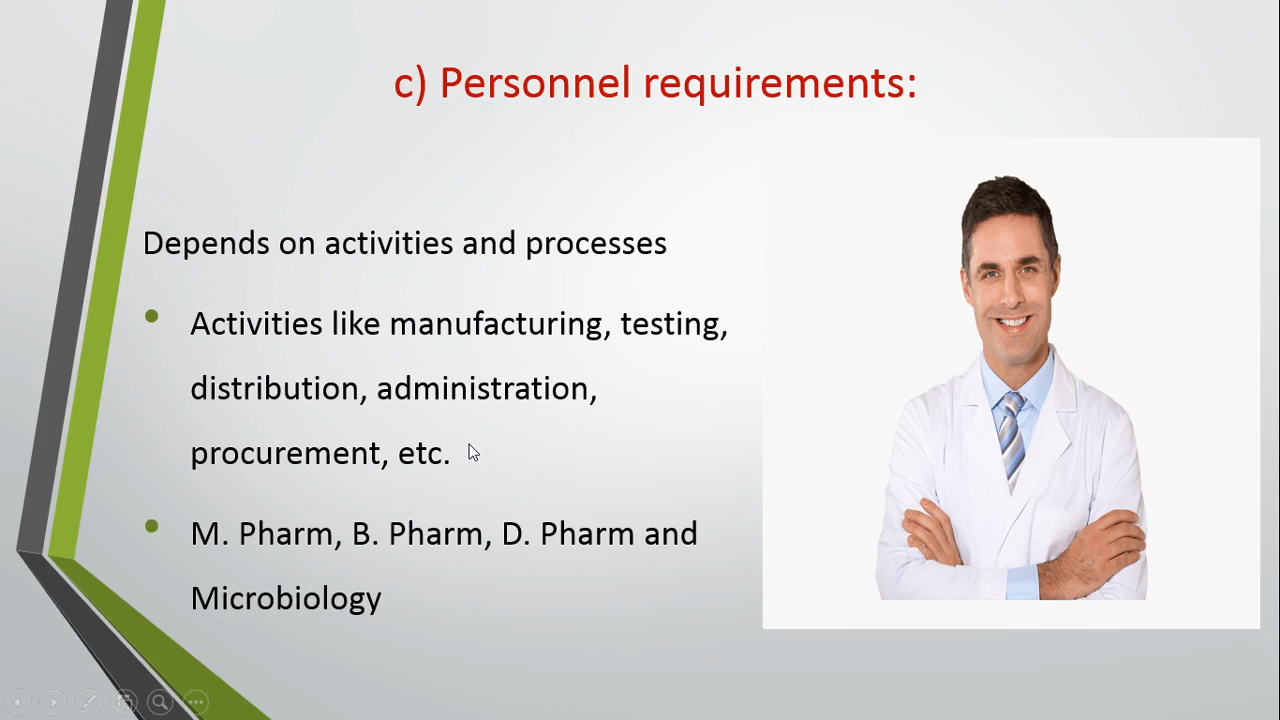 c) Personnel requirements:
Depends on activities and processes
Activities like manufacturing, testing,
distribution, administration,
procurement, etc.
M. Pharm, B. Pharm, D. Pharm and
Microbiology